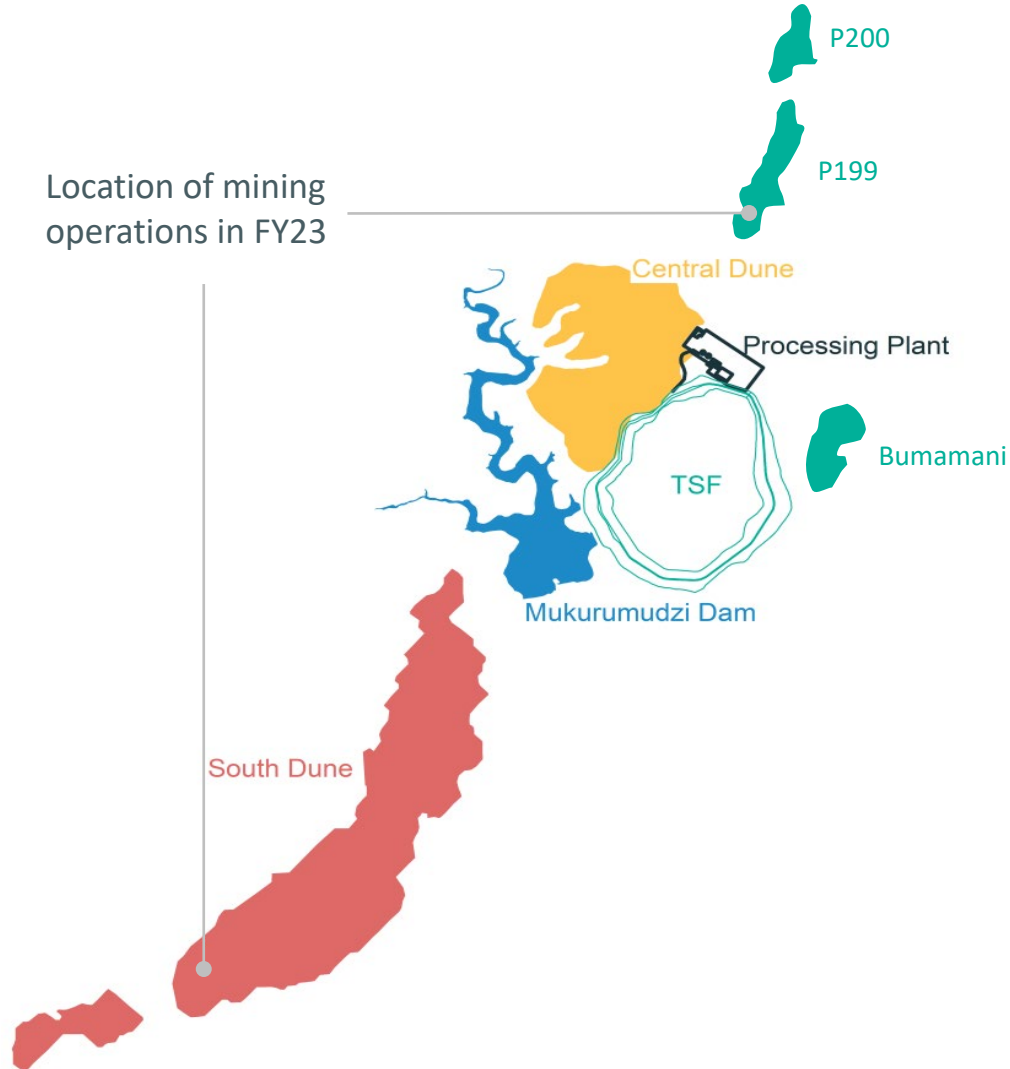 P200
P199
Location of mining
operations in FY23
Central Dune
Processing Plant
Bumamani
TSF
Mukurumudzi Dam
South Dune